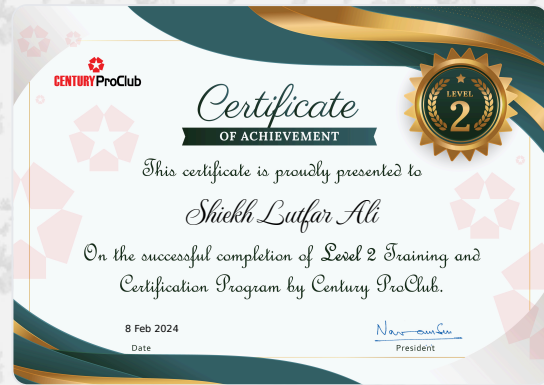 CENTURY ProClub
LEVEL
2
Certificate
OF ACHIEVEMENT
This certificate is proudly presented to
Shiekh Lutfar Ali
On the successful completion of Level 2 Training and
Certification Program by Century ProClub.
8 Feb 2024
Date
President